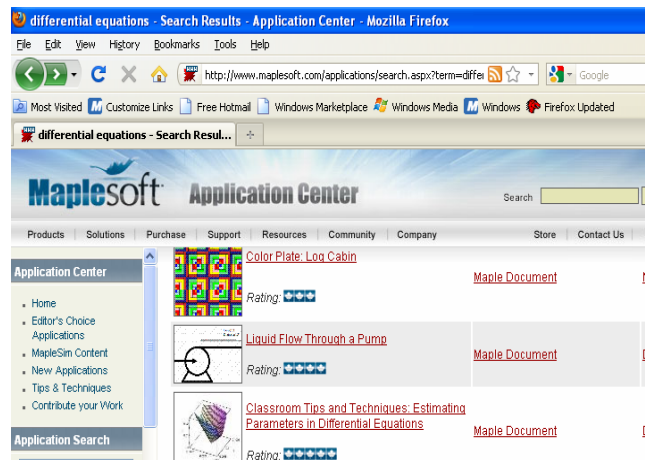 differential equations - Search Results - Application Center - Mozilla Firefox
File Edit View History Bookmarks Tools Help
http://www.maplesoft.com/applications/search.aspx?term=differ Google
Most Visited Customize Links Free Hotmail Windows Marketplace Windows Media Windows Firefox Updated
differential equations - Search Resul...
Maplesoft Application Center Search
Products Solutions Purchase Support Resources Community Company Store Contact Us
Application Center
Home
Editor's Choice
Applications
MapleSim Content
New Applications
Tips & Techniques
Contribute your Work
Application Search
Color Plate: Log Cabin
Maple Document
Rating:
Liquid Flow Through a Pump
Maple Document
Rating:
Classroom Tips and Techniques: Estimating
Parameters in Differential Equations
Maple Document
Rating: